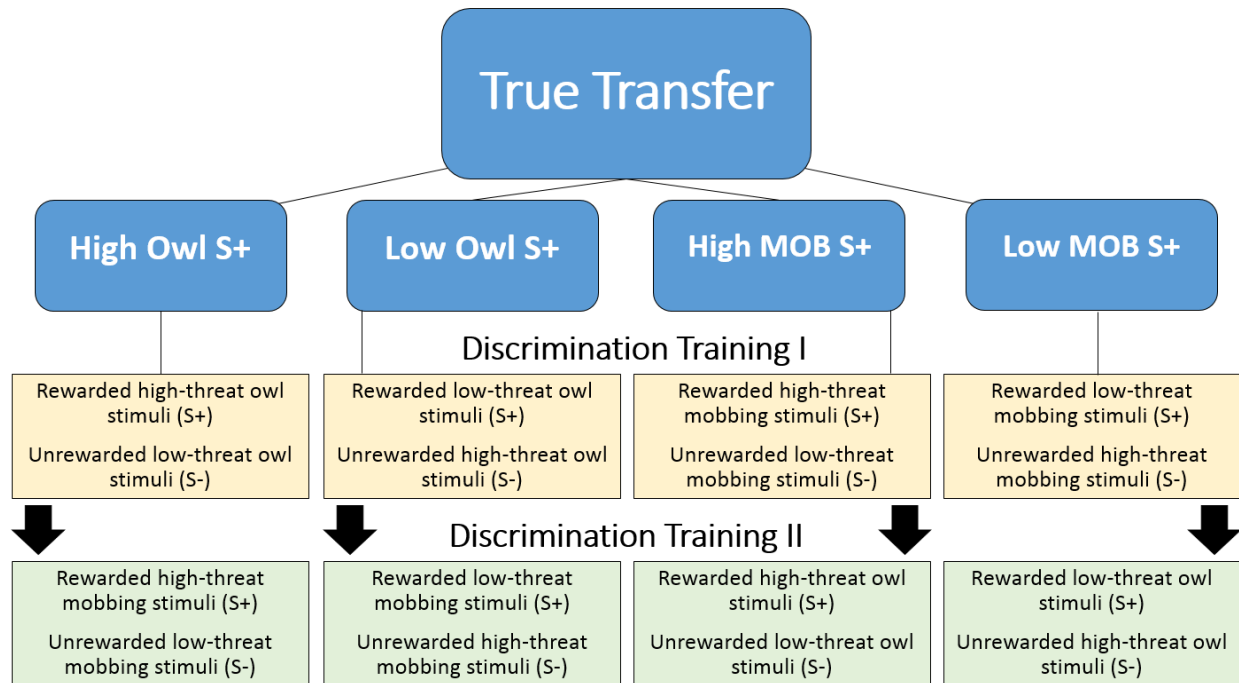 True Transfer
High Owl S+
Low Owl S+
High MOB S+
Low MOB S+
Discrimination Training I
Rewarded high-threat owl
stimuli (S+)
Unrewarded low-threat owl
stimuli (S-)
Rewarded low-threat owl
stimuli (S+)
Unrewarded high-threat owl
stimuli (S-)
Rewarded high-threat
mobbing stimuli (S+)
Unrewarded low-threat
mobbing stimuli (S-)
Rewarded low-threat
mobbing stimuli (S+)
Unrewarded high-threat
mobbing stimuli (S-)
Discrimination Training II
Rewarded high-threat
mobbing stimuli (S+)
Unrewarded low-threat
mobbing stimuli (S-)
Rewarded low-threat
mobbing stimuli (S+)
Unrewarded high-threat
mobbing stimuli (S-)
Rewarded high-threat owl
stimuli (S+)
Unrewarded low-threat owl
stimuli (S-)
Rewarded low-threat owl
stimuli (S+)
Unrewarded high-threat owl
stimuli (S-)